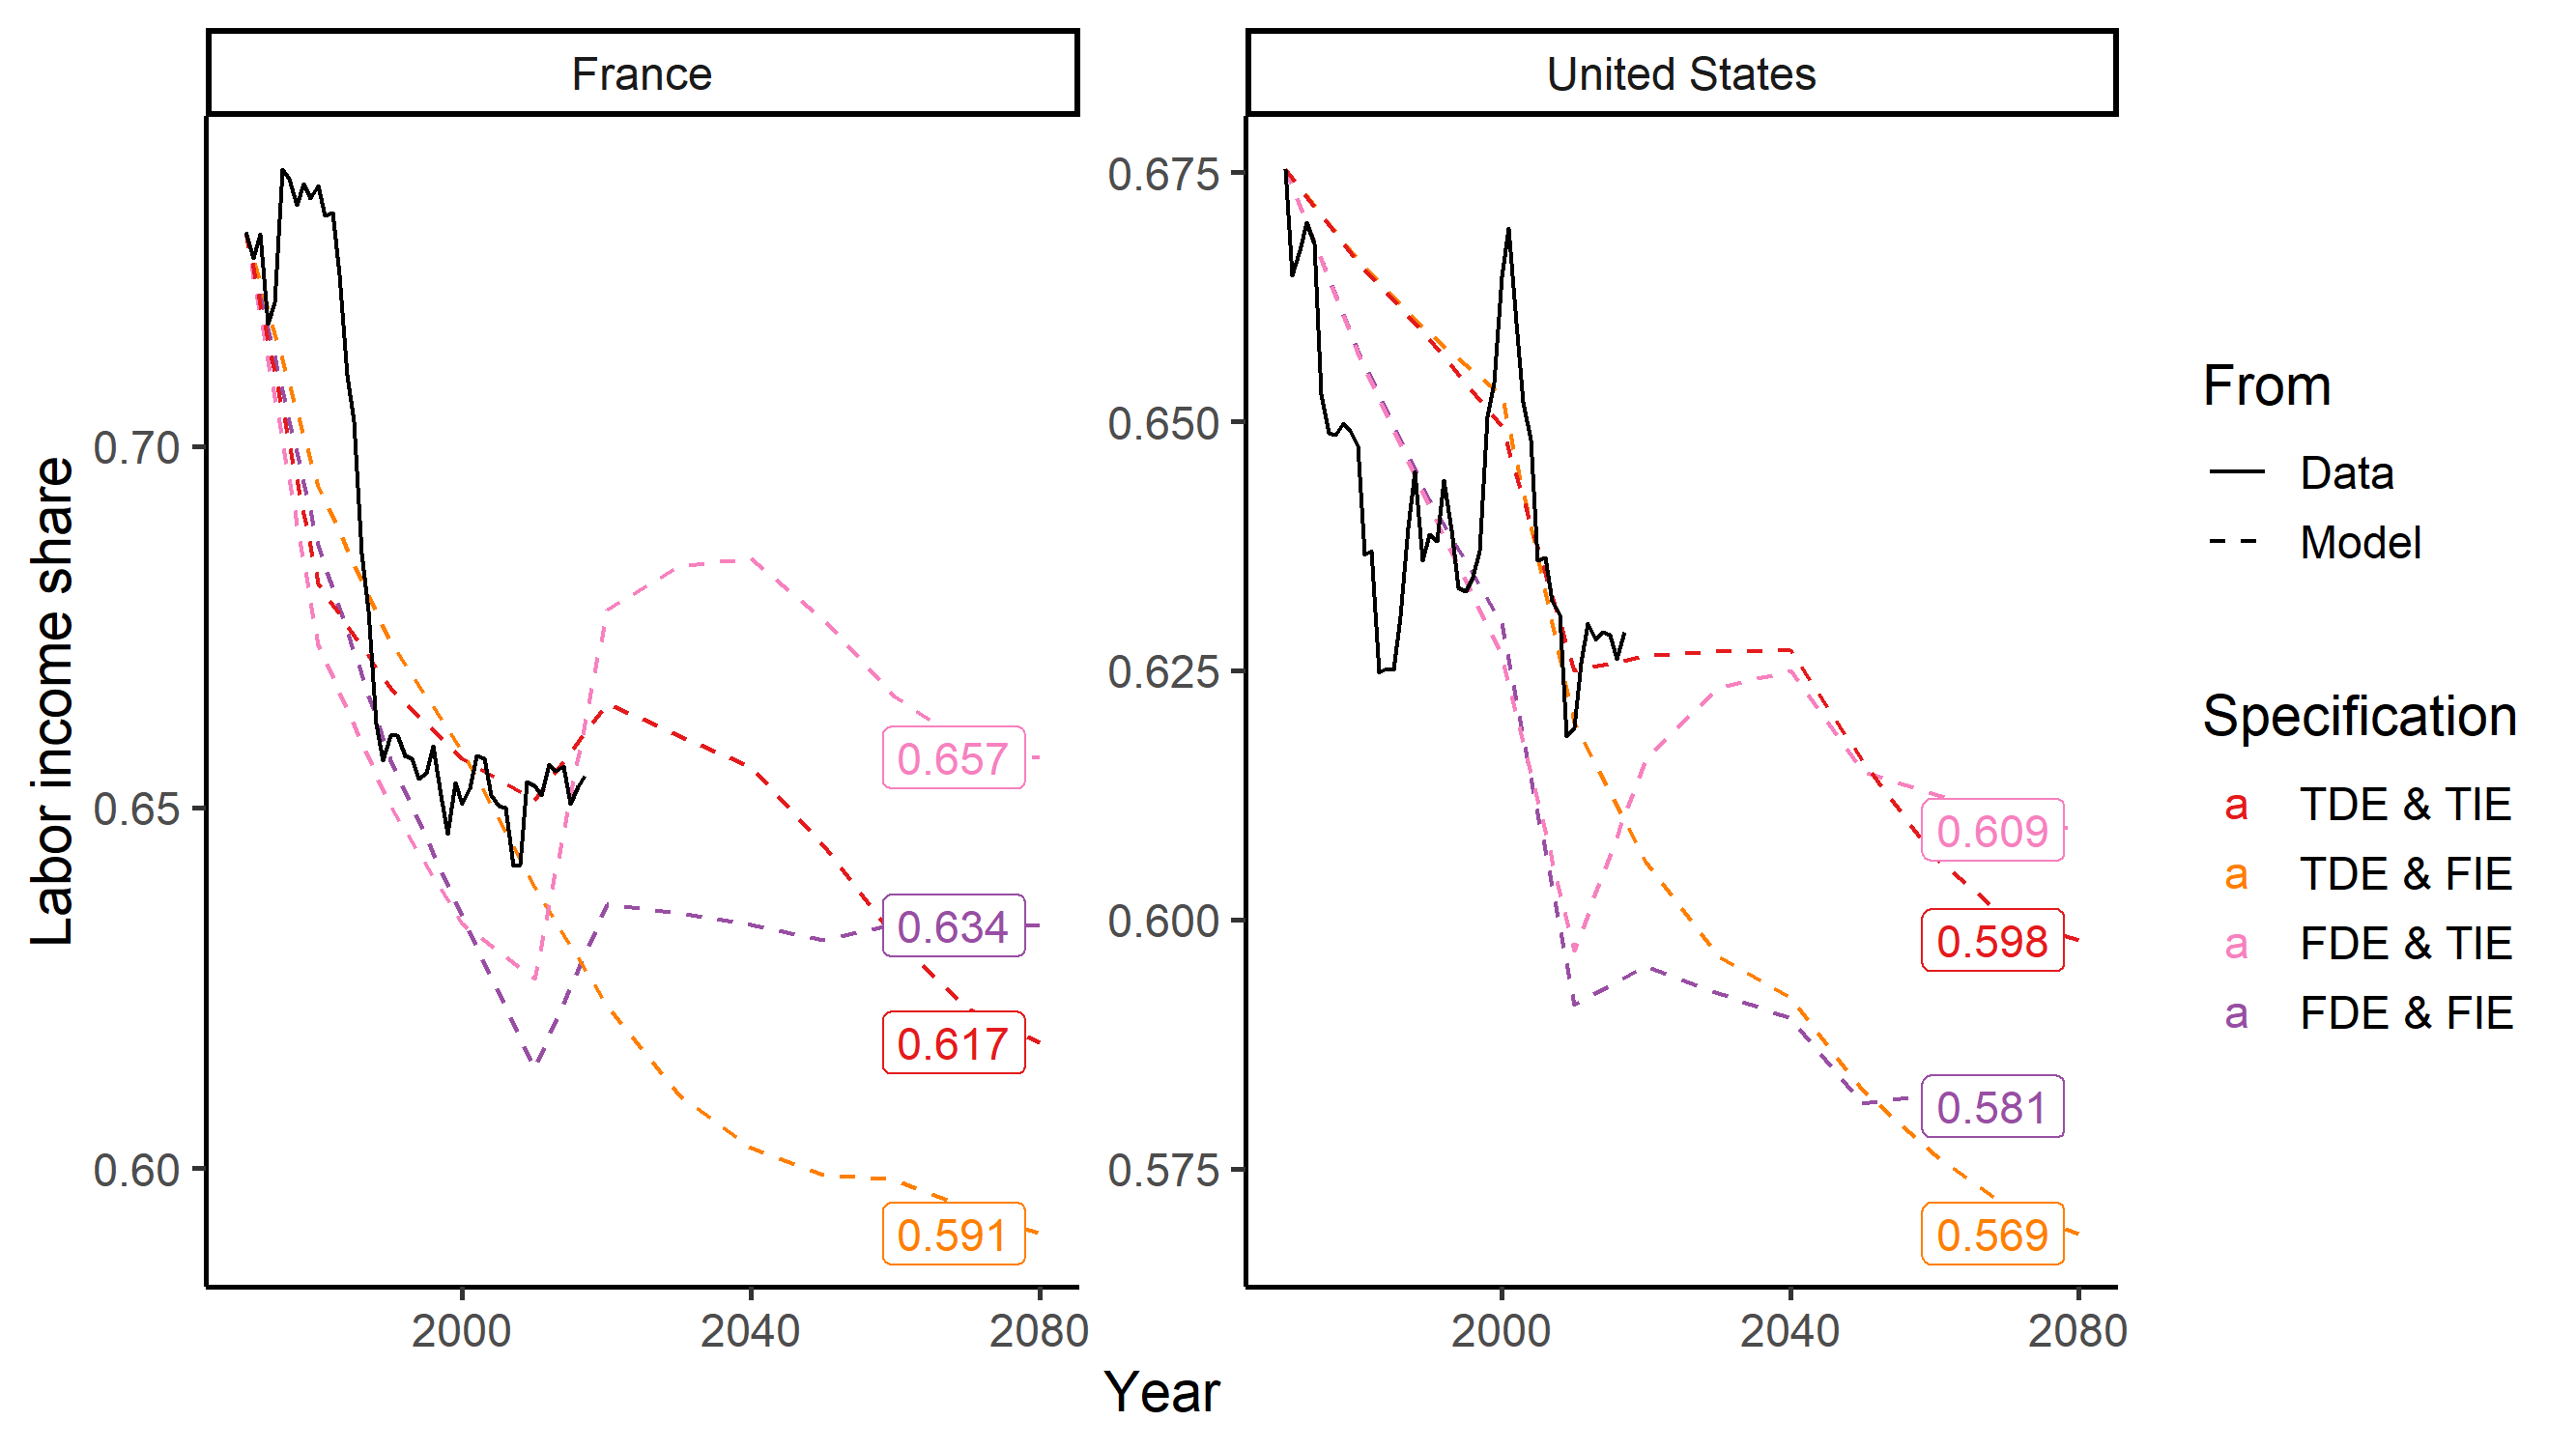 France
United States
Labor income share
0.70
0.65
0.60
0.657
0.634
0.617
0.591
2000
2040
2080
0.675
0.650
0.625
0.600
0.575
0.609
0.598
0.581
0.569
2000
2040
2080
Year
From
Data
Model
Specification
a TDE & TIE
a TDE & FIE
a FDE & TIE
a FDE & FIE